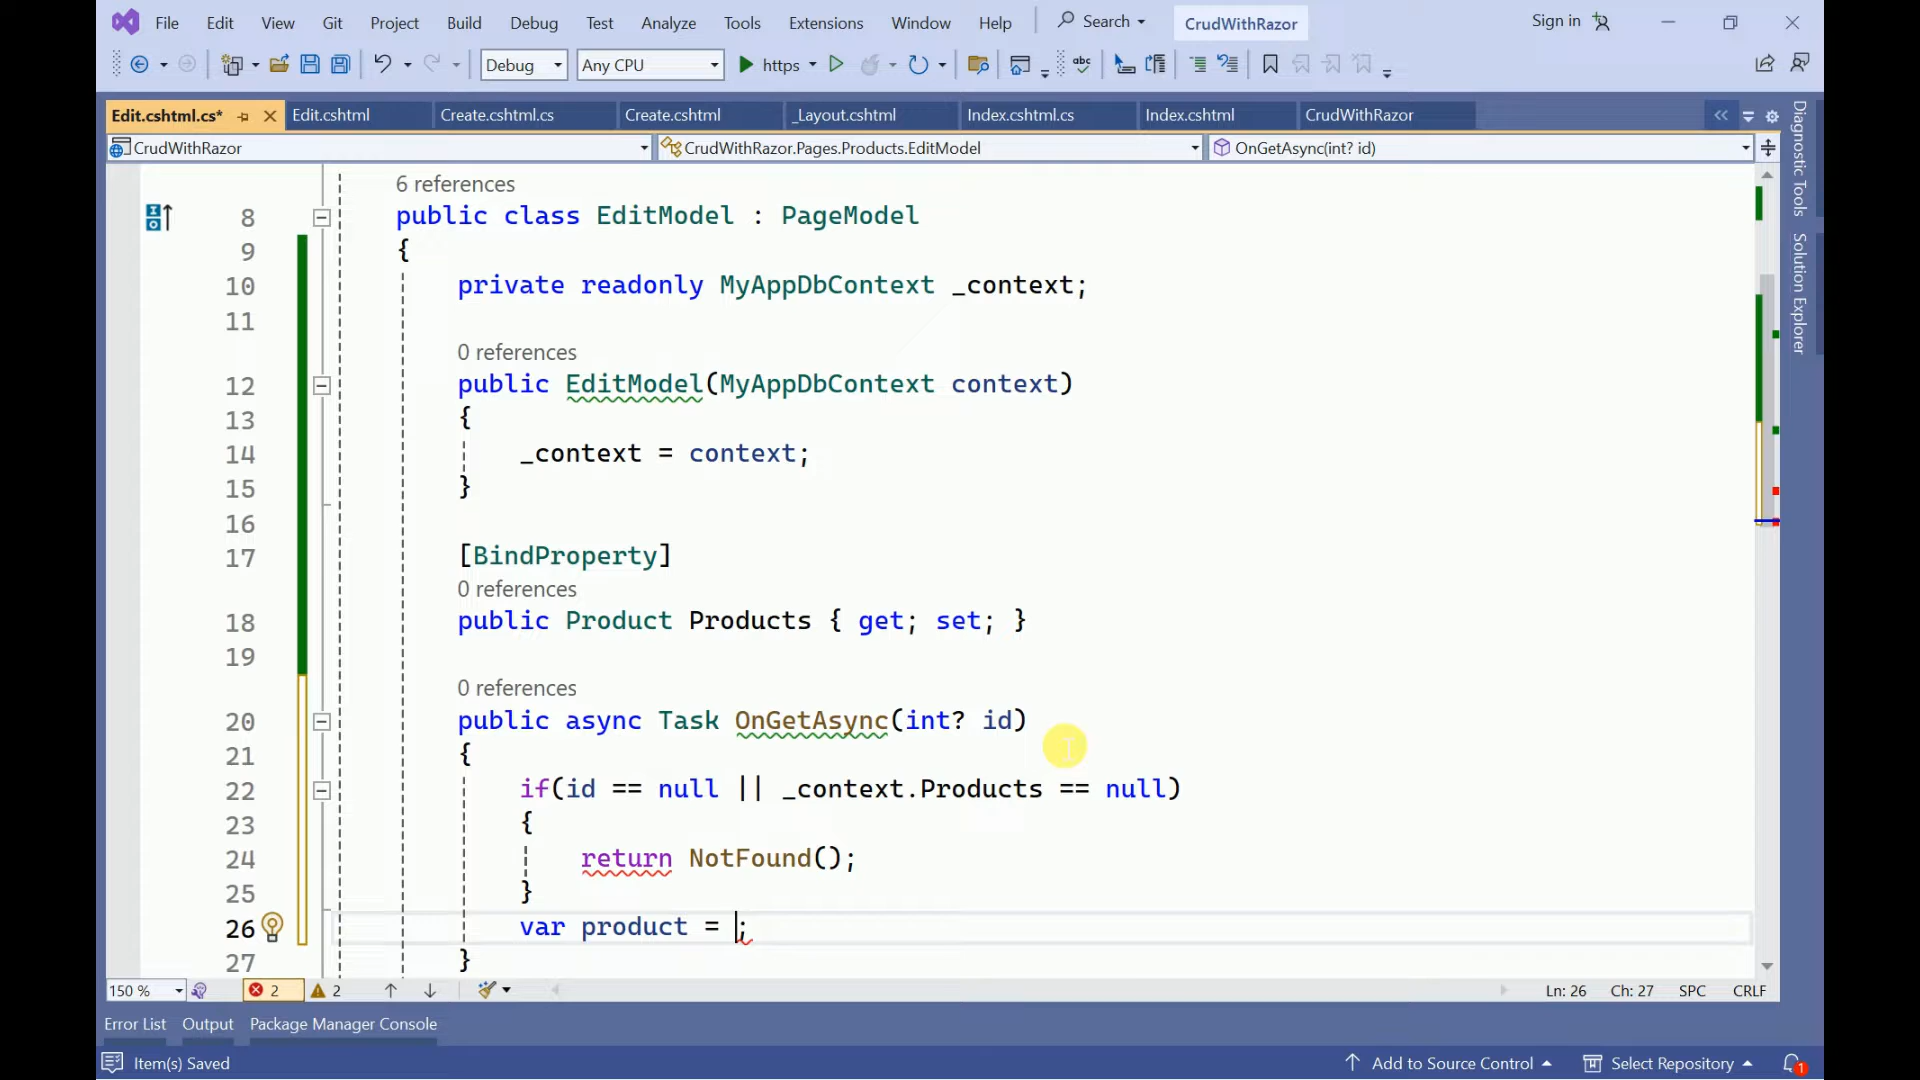 File Edit View Git Project Build Debug Test Analyze Tools Extensions Window Help Search CrudWithRazor Sign in
Debug Any CPU https
Edit.cshtml.cs* Edit.cshtml Create.cshtml.cs Create.cshtml _Layout.cshtml Index.cshtml.cs Index.cshtml CrudWithRazor
CrudWithRazor CrudWithRazor.Pages.Products.EditModel OnGetAsync(int? id)
6 references
8 public class EditModel : PageModel
9 {
10 private readonly MyAppDbContext _context;
11
0 references
12 public EditModel(MyAppDbContext context)
13 {
14 _context = context;
15 }
16
17 [BindProperty]
0 references
18 public Product Products { get; set; }
19
0 references
20 public async Task OnGetAsync(int? id)
21 {
22 if(id == null || _context.Products == null)
23 {
24 return NotFound();
25 }
26 var product = ;
27 }
150 % 2 2 Ln: 26 Ch: 27 SPC CRLF
Error List Output Package Manager Console
Item(s) Saved Add to Source Control Select Repository 1
Diagnostic Tools
Solution Explorer